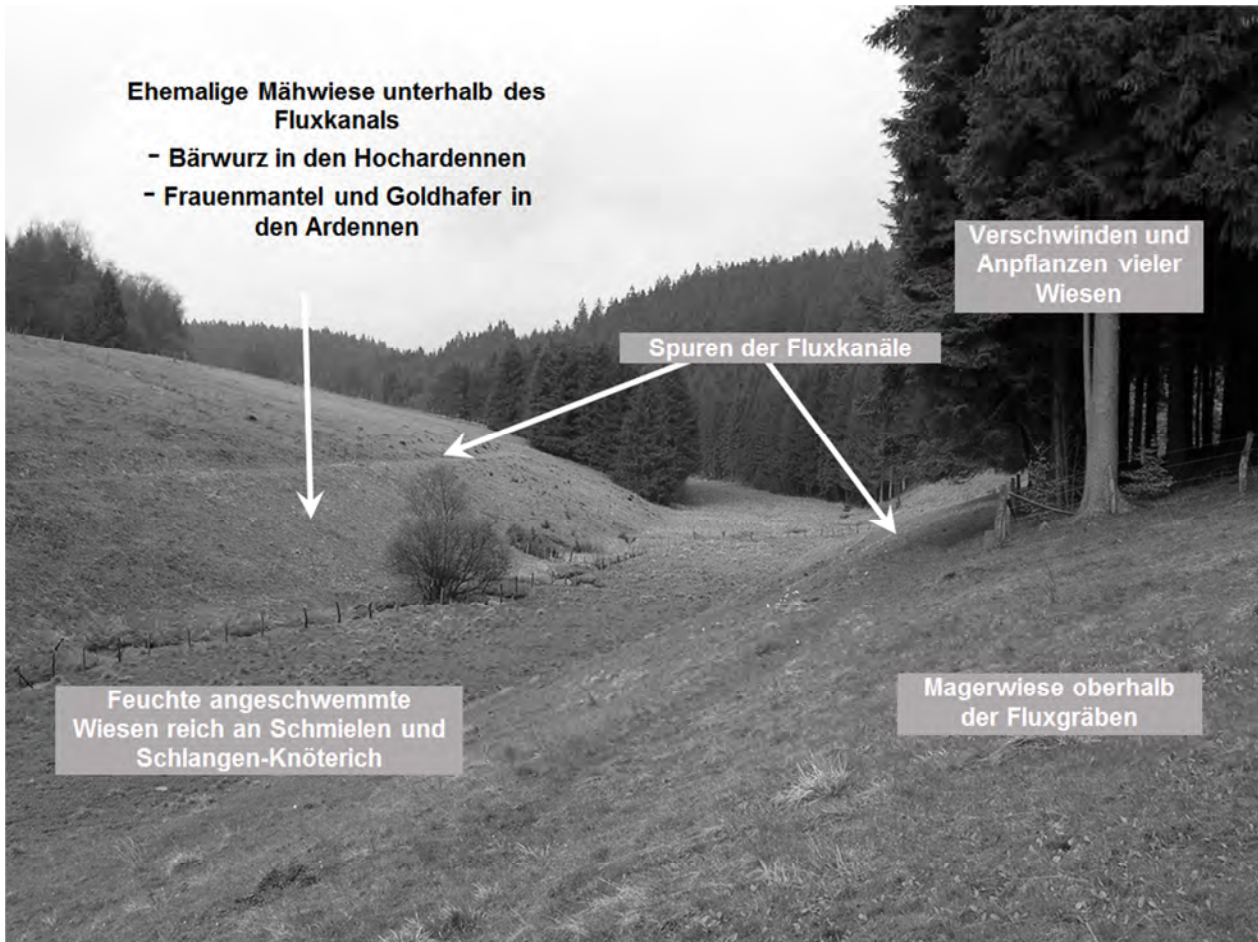 Ehemalige Mähwiese unterhalb des
Fluxkanals
- Bärwurz in den Hochardennen
- Frauenmantel und Goldhafer in
den Ardennen
Verschwinden und
Anpflanzen vieler
Wiesen
Spuren der Fluxkanäle
Feuchte angeschwemmte
Wiesen reich an Schmielen und
Schlangen-Knöterich
Magerwiese oberhalb
der Fluxgräben